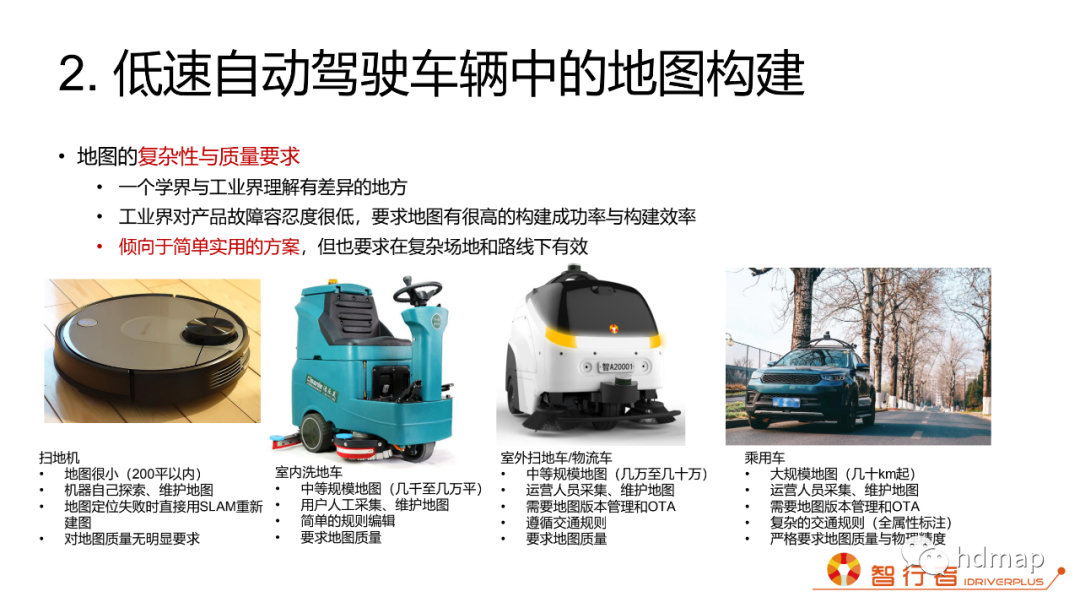 2. 低速自动驾驶车辆中的地图构建
• 地图的复杂性与质量要求
• 一个学界与工业界理解有差异的地方
• 工业界对产品故障容忍度很低，要求地图有很高的构建成功率与构建效率
• 倾向于简单实用的方案，但也要求在复杂场地和路线下有效
智A20001
扫地机
• 地图很小（200平以内）
• 机器自己探索、维护地图
• 地图定位失败时直接用SLAM重新
建图
• 对地图质量无明显要求
室内洗地车
• 中等规模地图（几千至几万平）
• 用户人工采集、维护地图
• 简单的规则编辑
• 要求地图质量
室外扫地车/物流车
• 中等规模地图（几万至几十万）
• 运营人员采集、维护地图
• 需要地图版本管理和OTA
• 遵循交通规则
• 要求地图质量
乘用车
• 大规模地图（几十km起）
• 运营人员采集、维护地图
• 需要地图版本管理和OTA
• 复杂的交通规则（全属性标注）
• 严格要求地图质量与物理精度
hdmap
智行者 IDRIVERPLUS